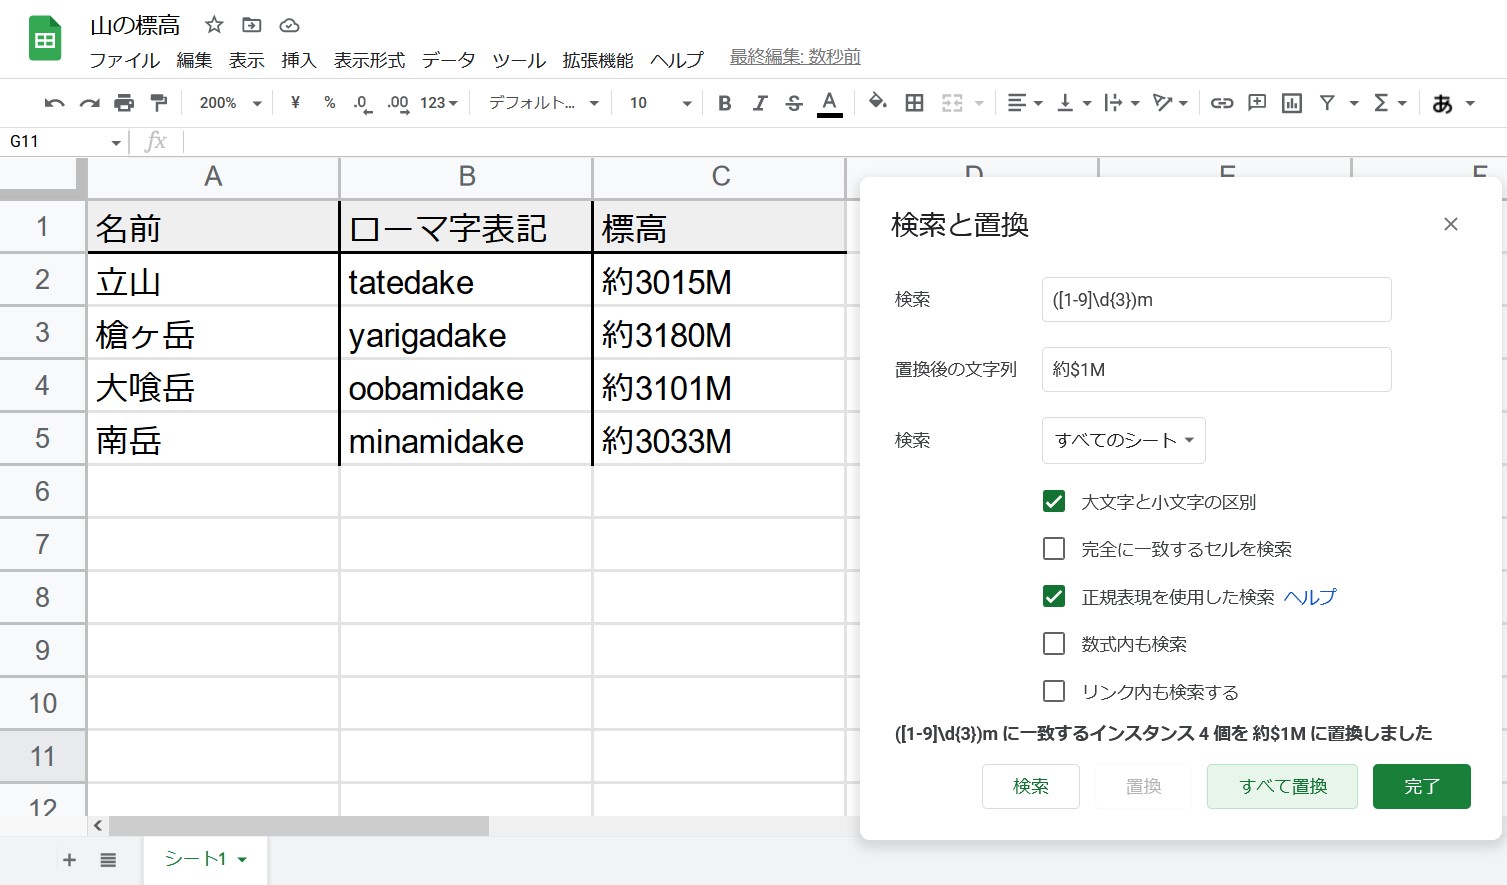 山の標高
ファイル 編集 表示 挿入 表示形式 データ ツール 拡張機能 ヘルプ 最終編集: 数秒前
200% ¥ % .0 .00 123 デフォルト... 10 B I S A あ
G11 fx
A B C D E F
1 名前 ローマ字表記 標高
2 立山 tatedake 約3015M
3 槍ヶ岳 yarigadake 約3180M
4 大喰岳 oobamidake 約3101M
5 南岳 minamidake 約3033M
6
7
8
9
10
11
12
シート1
検索と置換
検索 ([1-9]\d{3})m
置換後の文字列 約$1M
検索 すべてのシート
大文字と小文字の区別
完全に一致するセルを検索
正規表現を使用した検索 ヘルプ
数式内も検索
リンク内も検索する
([1-9]\d{3})m に一致するインスタンス 4 個を 約$1M に置換しました
検索 置換 すべて置換 完了